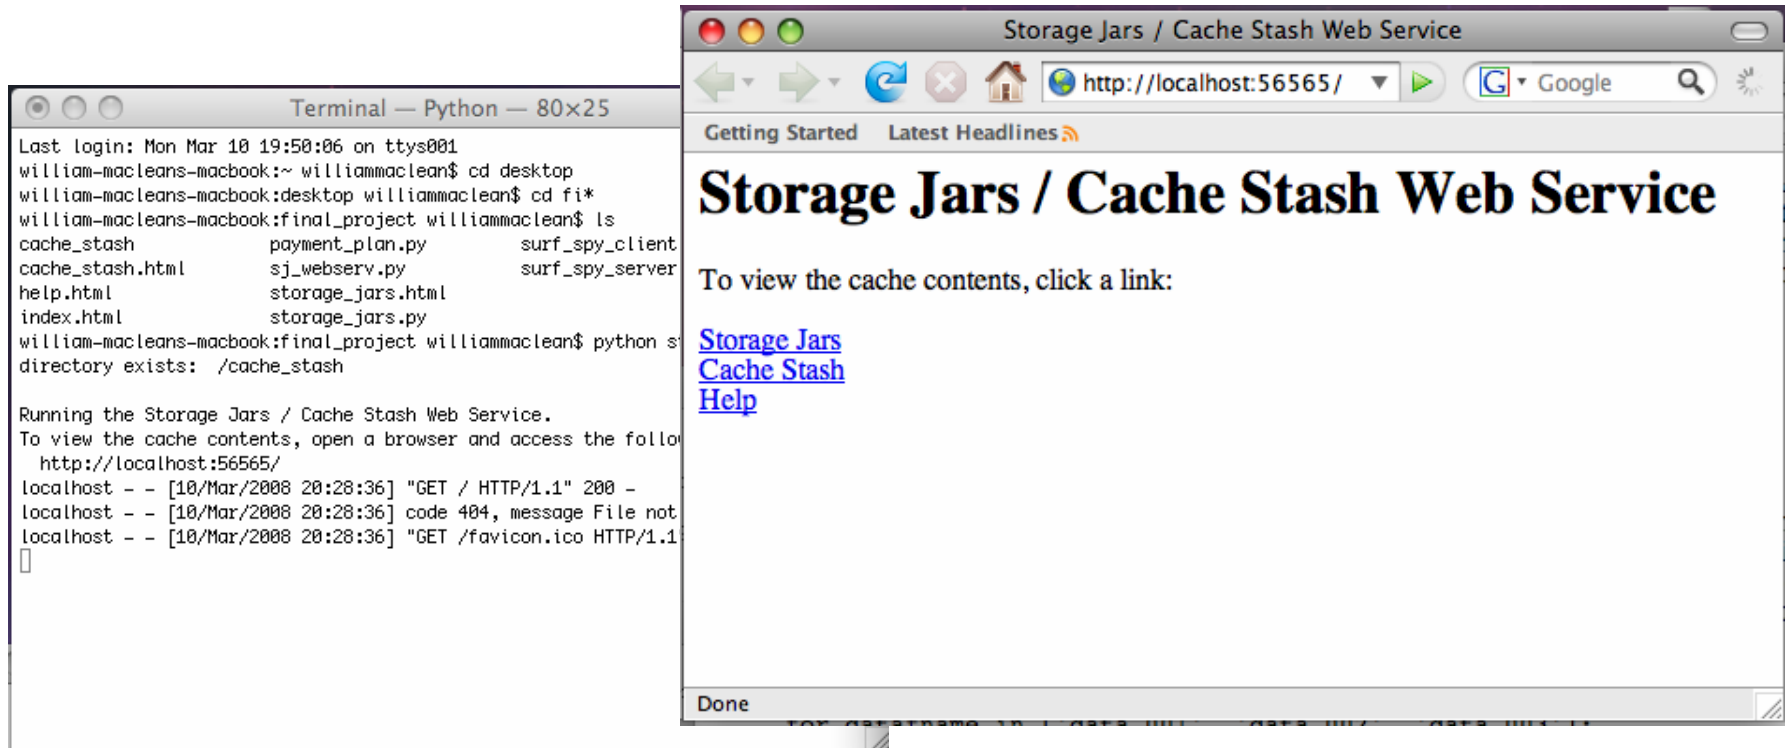 Terminal — Python — 80×25
Last login: Mon Mar 10 19:50:06 on ttys001
william-macleans-macbook:~ williammaclean$ cd desktop
william-macleans-macbook:desktop williammaclean$ cd fi*
william-macleans-macbook:final_project williammaclean$ ls
cache_stash payment_plan.py surf_spy_client
cache_stash.html sj_webserv.py surf_spy_server
help.html storage_jars.html
index.html storage_jars.py
william-macleans-macbook:final_project williammaclean$ python s
directory exists: /cache_stash
Running the Storage Jars / Cache Stash Web Service.
To view the cache contents, open a browser and access the follo
http://localhost:56565/
localhost - - [10/Mar/2008 20:28:36] "GET / HTTP/1.1" 200 -
localhost - - [10/Mar/2008 20:28:36] code 404, message File not
localhost - - [10/Mar/2008 20:28:36] "GET /favicon.ico HTTP/1.1
Storage Jars / Cache Stash Web Service
http://localhost:56565/ G Google
Getting Started Latest Headlines
Storage Jars / Cache Stash Web Service
To view the cache contents, click a link:
Storage Jars
Cache Stash
Help
Done